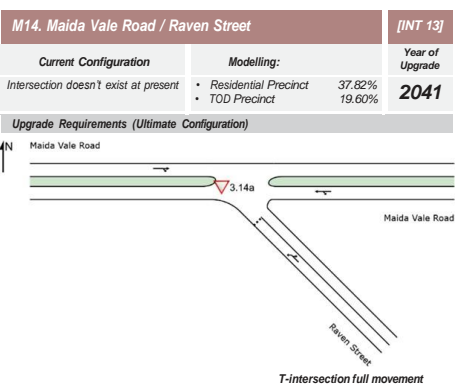 M14. Maida Vale Road / Raven Street
[INT 13]
Current Configuration
Modelling:
Year of
Upgrade
Intersection doesn't exist at present
• Residential Precinct 37.82%
• TOD Precinct 19.60%
2041
Upgrade Requirements (Ultimate Configuration)
N
Maida Vale Road
3.14a
Maida Vale Road
Raven Street
T-intersection full movement